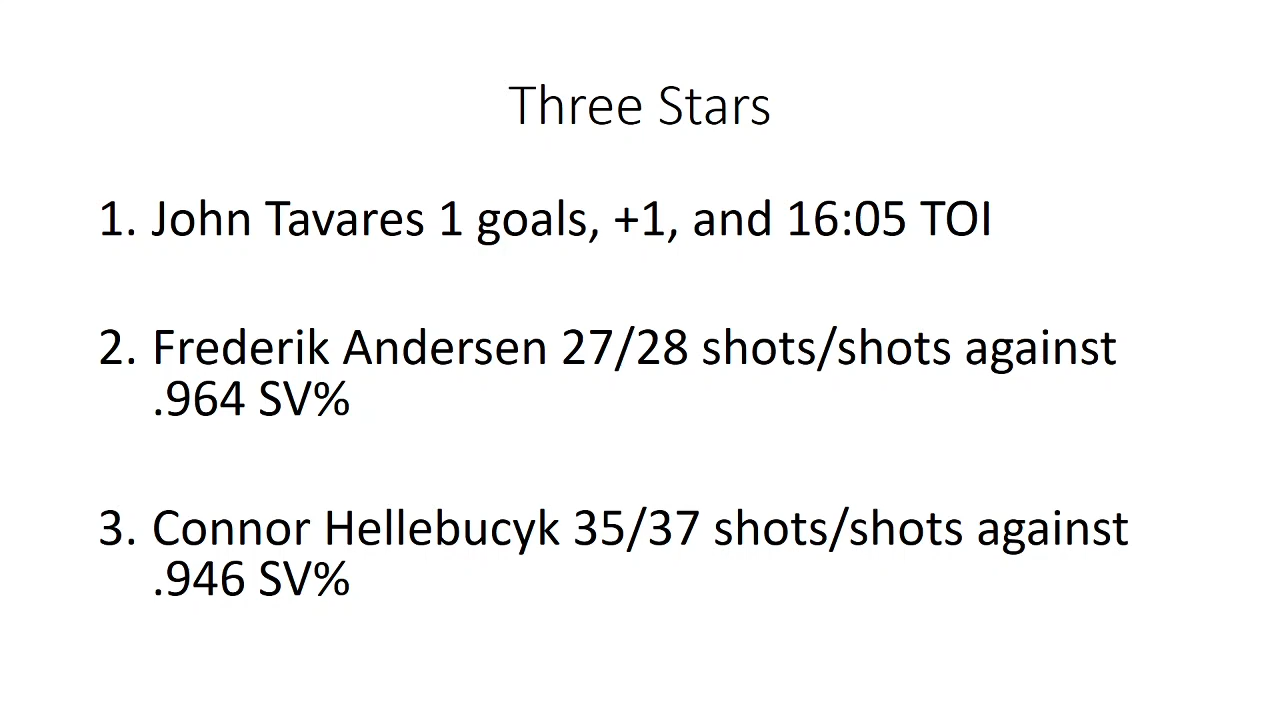 Three Stars
1. John Tavares 1 goals, +1, and 16:05 TOI
2. Frederik Andersen 27/28 shots/shots against
.964 SV%
3. Connor Hellebucyk 35/37 shots/shots against
.946 SV%